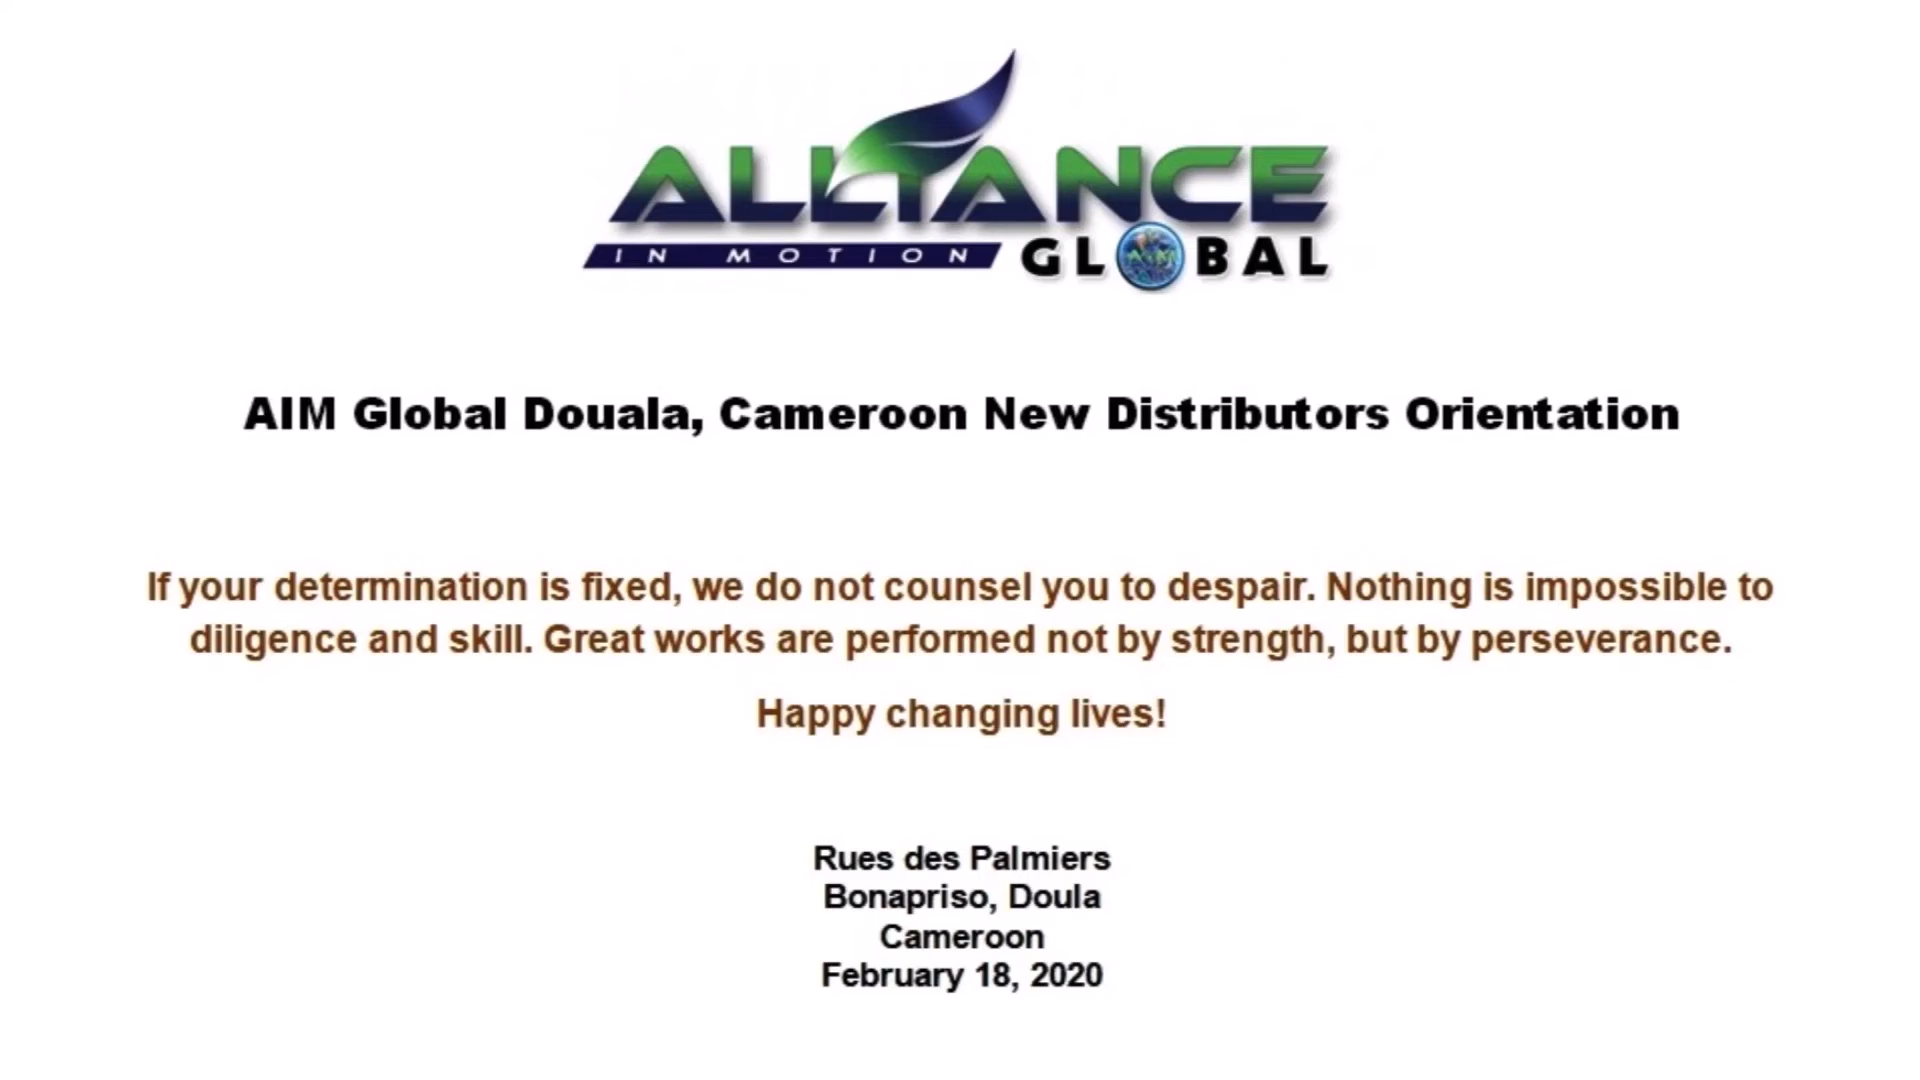 ALLIANCE
IN MOTION GLOBAL
AIM Global Douala, Cameroon New Distributors Orientation
If your determination is fixed, we do not counsel you to despair. Nothing is impossible to
diligence and skill. Great works are performed not by strength, but by perseverance.
Happy changing lives!
Rues des Palmiers
Bonapriso, Doula
Cameroon
February 18, 2020